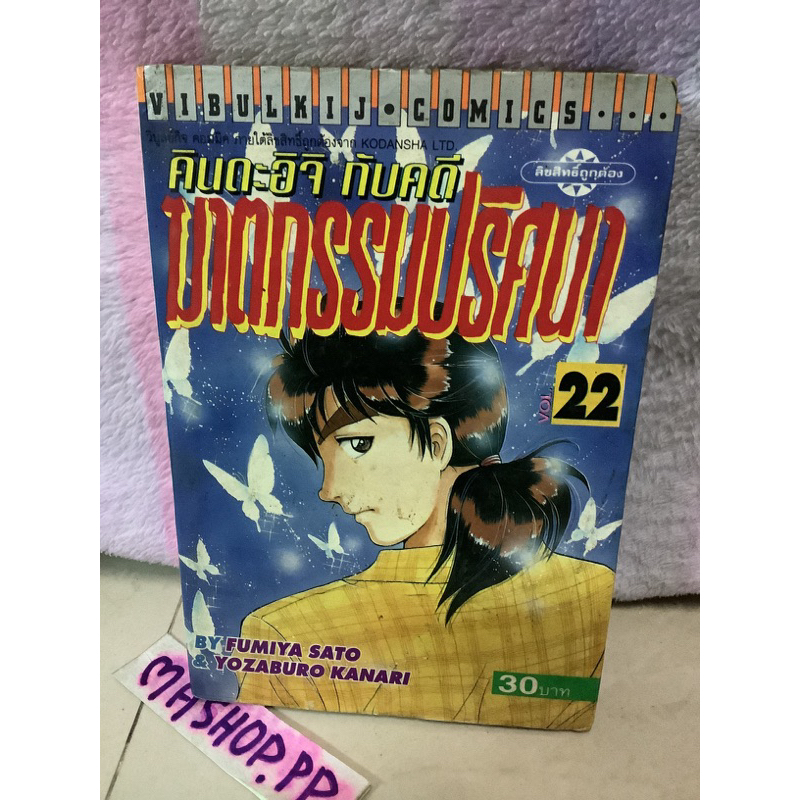 VIBULKIJ•COMICS•••
วิบูลย์กิจ คอมมิค ภายใต้ลิขสิทธิ์ถูกต้องจาก KODANSHA LTD
ลิขสิทธิ์ถูกต้อง
คินดะอิจิ กับคดี
ฆาตกรรมปริศนา
VOL 22
BY FUMIYA SATO
& YOZABURO KANARI
30 บาท
MHSHOP.PP